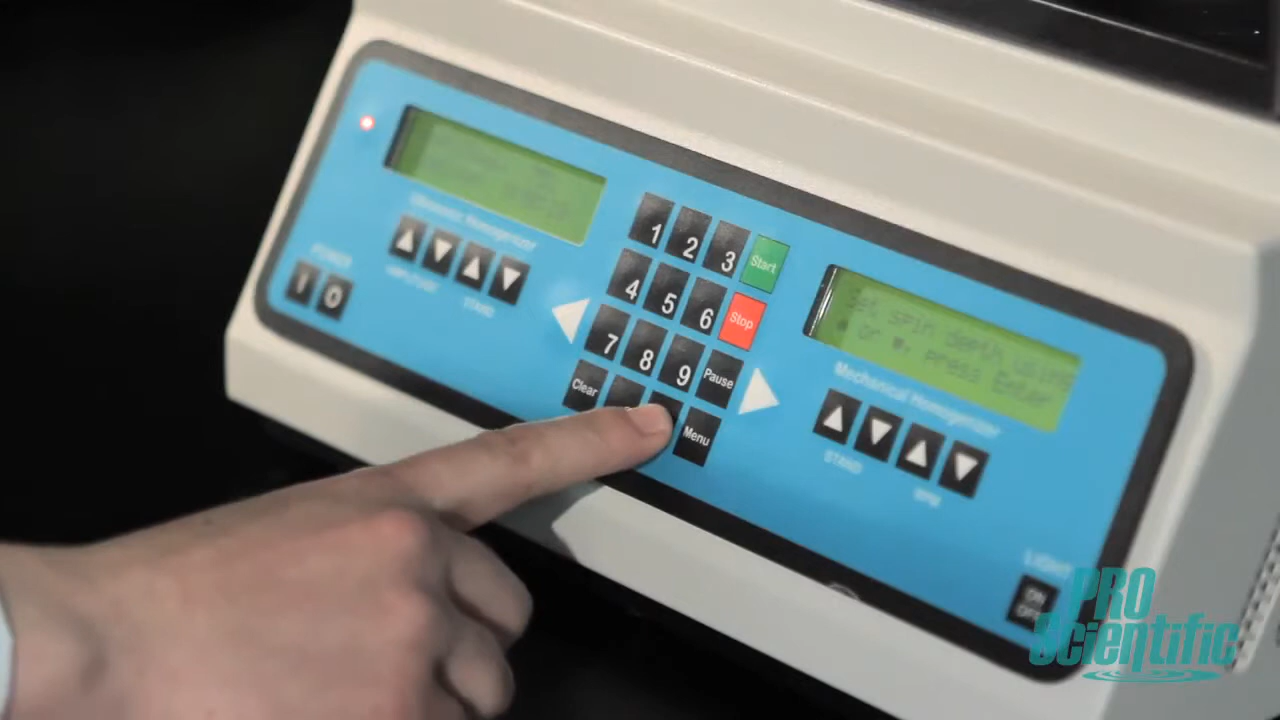 Ultrasonic Homogenizer
AMPLITUDE
STAND
POWER
I O
1 2 3 Start
4 5 6 Stop
7 8 9 Pause
Clear
Menu
Set spin depth using
▲ or ▼, press Enter
Mechanical Homogenizer
STAND
RPM
LIGHT
ON
OFF
PRO
Scientific